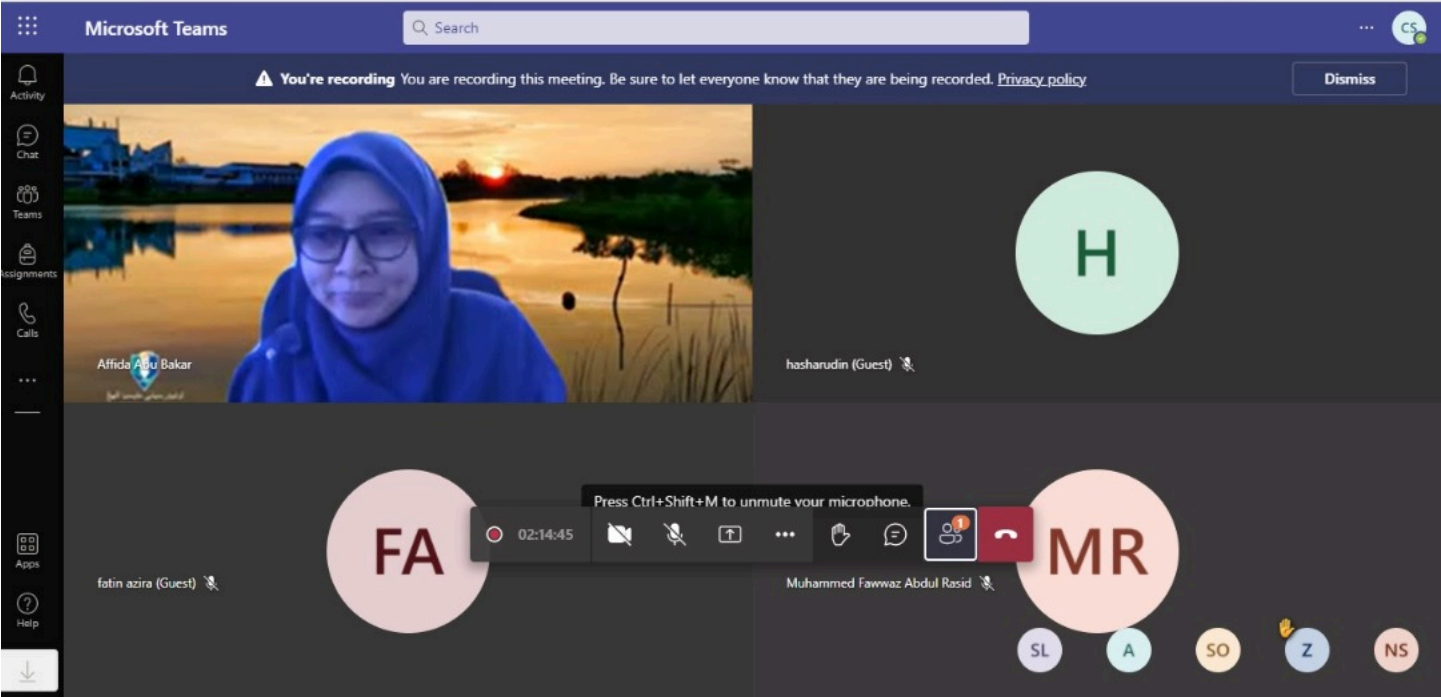 Microsoft Teams
Search
CS
Activity
Chat
Teams
Assignments
Calls
Apps
Help
You're recording You are recording this meeting. Be sure to let everyone know that they are being recorded. Privacy policy
Dismiss
Affida Abu Bakar
H
hasharudin (Guest)
FA
fatin azira (Guest)
Press Ctrl+Shift+M to unmute your microphone.
02:14:45
1
MR
Muhammed Fawwaz Abdul Rasid
SL
A
SO
Z
NS